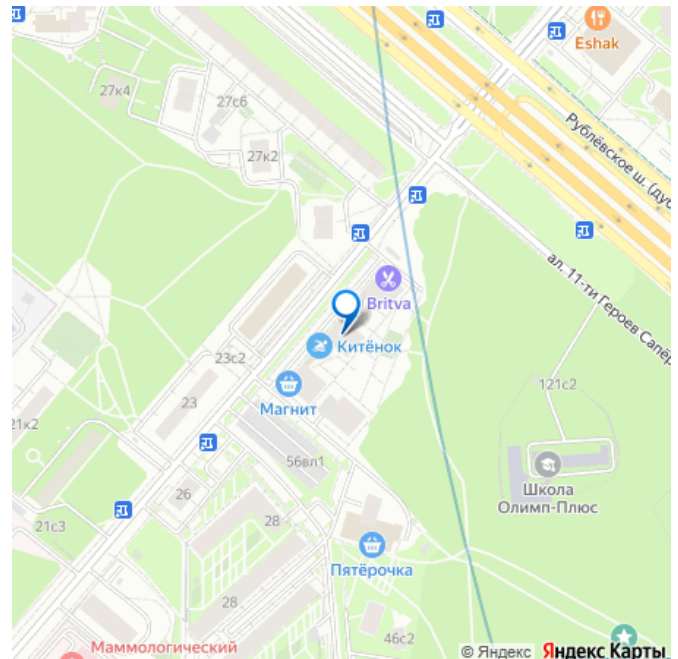 Eshak
27к4
27с6
Рублёвское ш. (дуб
27к2
ал. 11-ти Героев Сапёр
Britva
Китёнок
23с2
121с2
Магнит
23
21к2
56вл1
Школа
Олимп-Плюс
26
21с3
28
Пятёрочка
28
46с2
Маммологический
© Яндекс Яндекс Карты